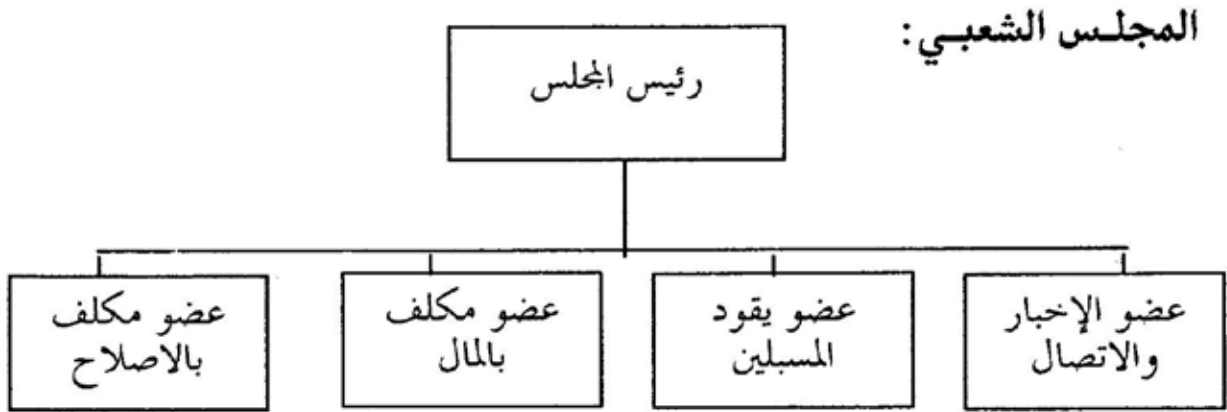 المجلس الشعبي:
رئيس المجلس
عضو الإخبار
والاتصال
عضو يقود
المسبلين
عضو مكلف
بالمال
عضو مكلف
بالاصلاح